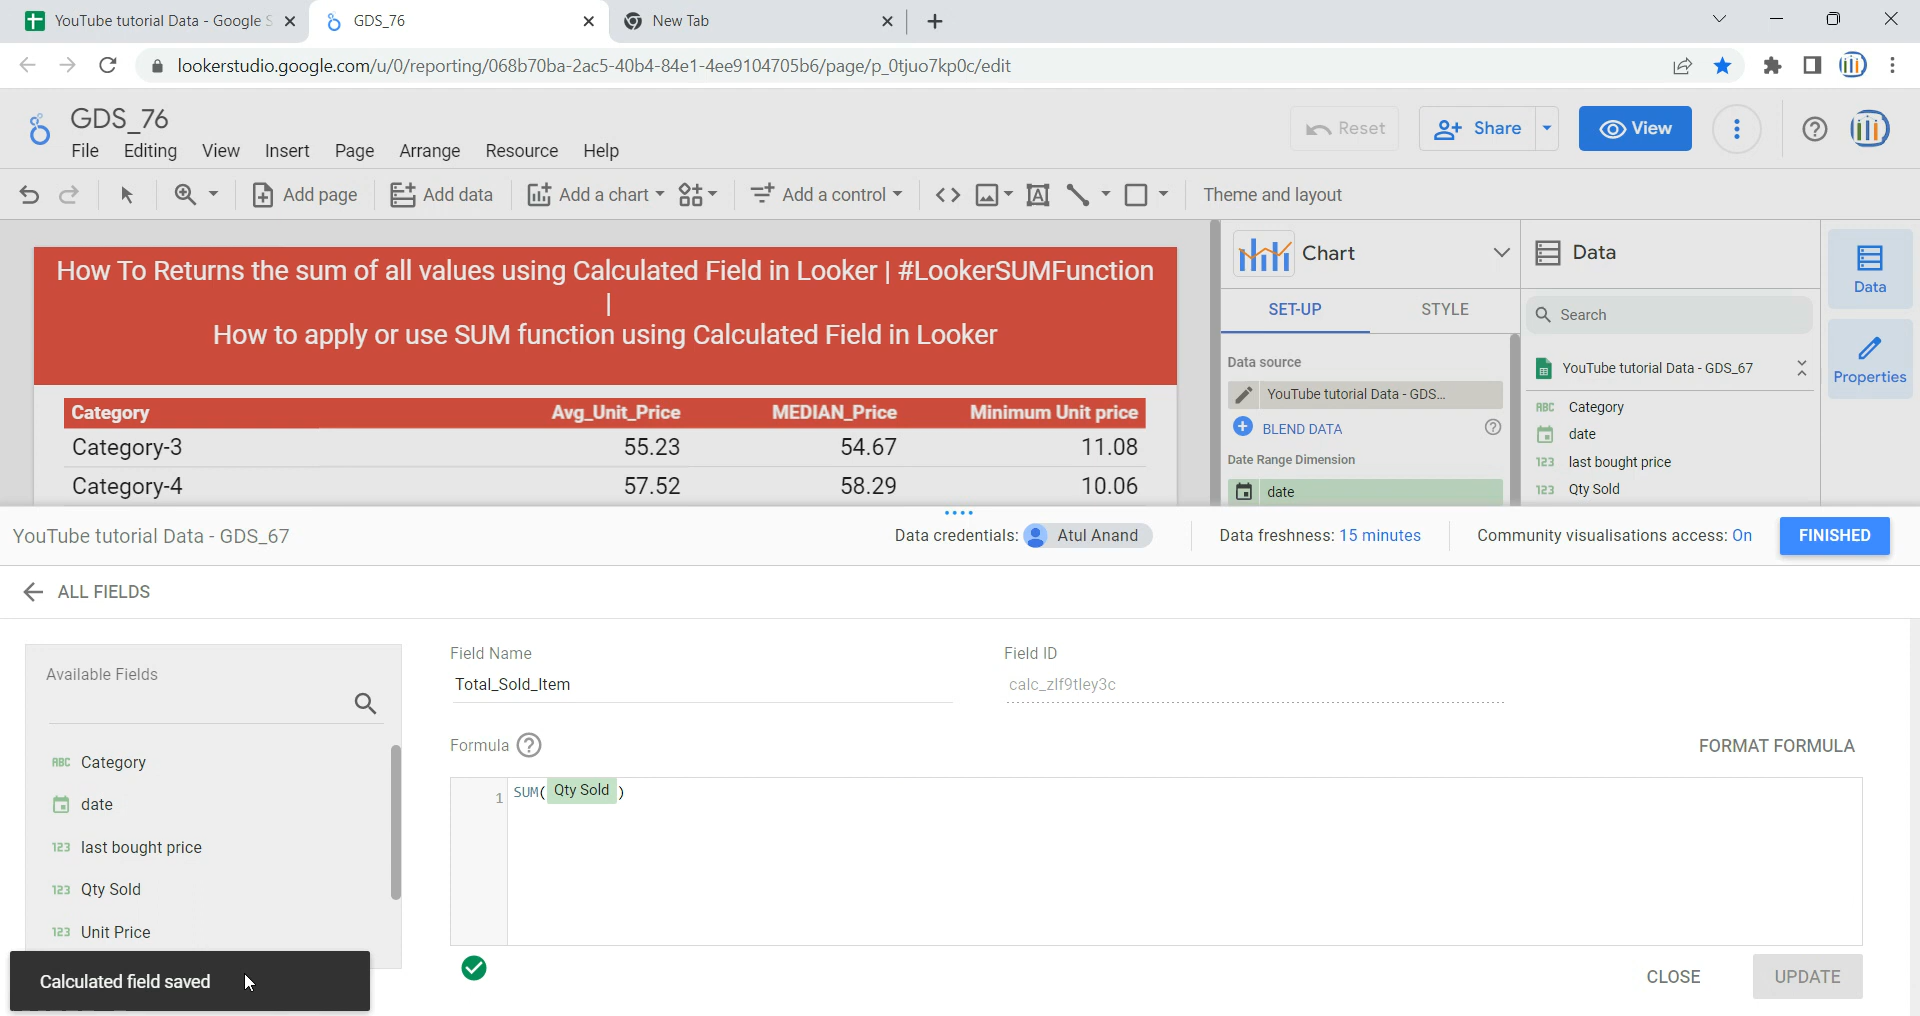 YouTube tutorial Data - Google S
GDS_76
New Tab
lookerstudio.google.com/u/0/reporting/068b70ba-2ac5-40b4-84e1-4ee9104705b6/page/p_0tjuo7kp0c/edit
GDS_76
Reset
Share
View
File Editing View Insert Page Arrange Resource Help
Add page
Add data
Add a chart
Add a control
Theme and layout
How To Returns the sum of all values using Calculated Field in Looker | #LookerSUMFunction
|
How to apply or use SUM function using Calculated Field in Looker
Category Avg_Unit_Price MEDIAN_Price Minimum Unit price
Category-3 55.23 54.67 11.08
Category-4 57.52 58.29 10.06
Chart
SET-UP STYLE
Data source
YouTube tutorial Data - GDS...
BLEND DATA
Date Range Dimension
date
Data
Search
YouTube tutorial Data - GDS_67
ABC Category
date
123 last bought price
123 Qty Sold
Data
Properties
YouTube tutorial Data - GDS_67
Data credentials: Atul Anand
Data freshness: 15 minutes
Community visualisations access: On
FINISHED
ALL FIELDS
Available Fields
ABC Category
date
123 last bought price
123 Qty Sold
123 Unit Price
Calculated field saved
Field Name
Total_Sold_Item
Field ID
calc_zlf9tley3c
Formula
FORMAT FORMULA
1 SUM( Qty Sold )
CLOSE
UPDATE